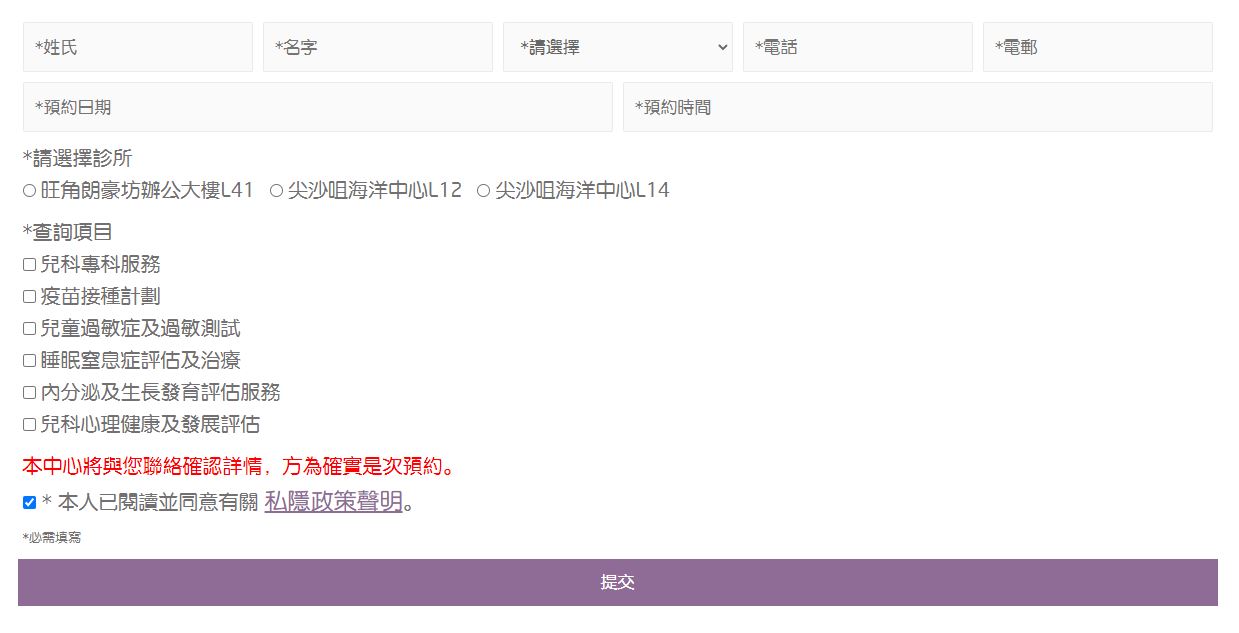 *姓氏 *名字 *請選擇 *電話 *電郵
*預約日期 *預約時間
*請選擇診所
旺角朗豪坊辦公大樓L41 尖沙咀海洋中心L12 尖沙咀海洋中心L14
*查詢項目
兒科專科服務
疫苗接種計劃
兒童過敏症及過敏測試
睡眠窒息症評估及治療
內分泌及生長發育評估服務
兒科心理健康及發展評估
本中心將與您聯絡確認詳情，方為確實是次預約。
* 本人已閱讀並同意有關 私隱政策聲明。
*必需填寫
提交